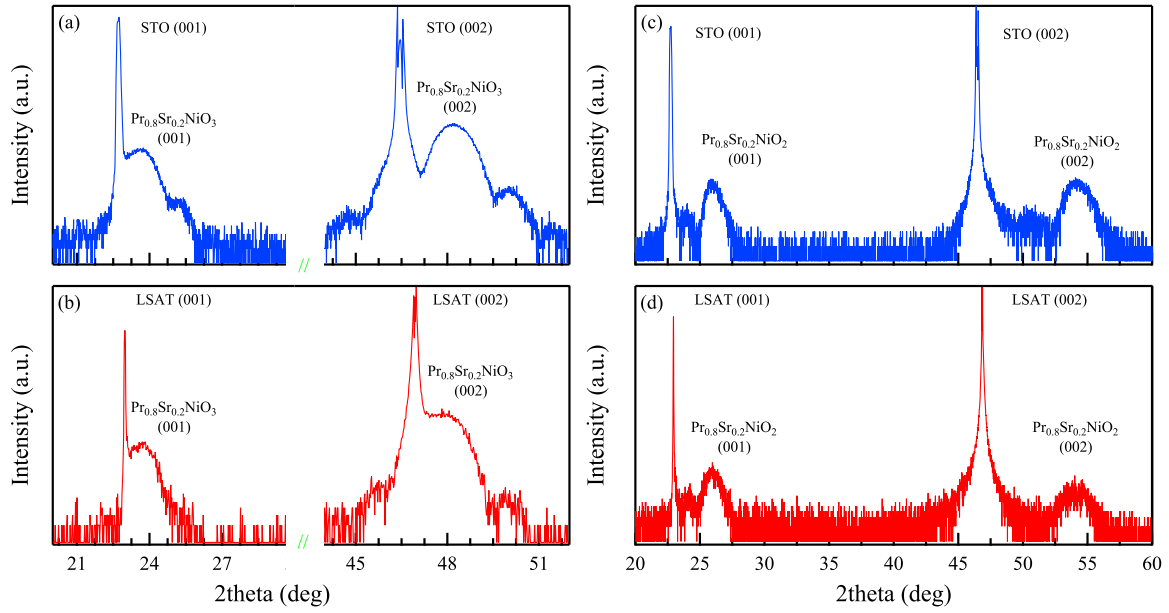 (a)
STO (001)
STO (002)
Pr0.8Sr0.2NiO3
(001)
Pr0.8Sr0.2NiO3
(002)
Intensity (a.u.)
//
(b)
LSAT (001)
LSAT (002)
Pr0.8Sr0.2NiO3
(001)
Pr0.8Sr0.2NiO3
(002)
Intensity (a.u.)
//
21 24 27 45 48 51
2theta (deg)
(c)
STO (001)
STO (002)
Pr0.8Sr0.2NiO2
(001)
Pr0.8Sr0.2NiO2
(002)
Intensity (a.u.)
(d)
LSAT (001)
LSAT (002)
Pr0.8Sr0.2NiO2
(001)
Pr0.8Sr0.2NiO2
(002)
Intensity (a.u.)
20 25 30 35 40 45 50 55 60
2theta (deg)